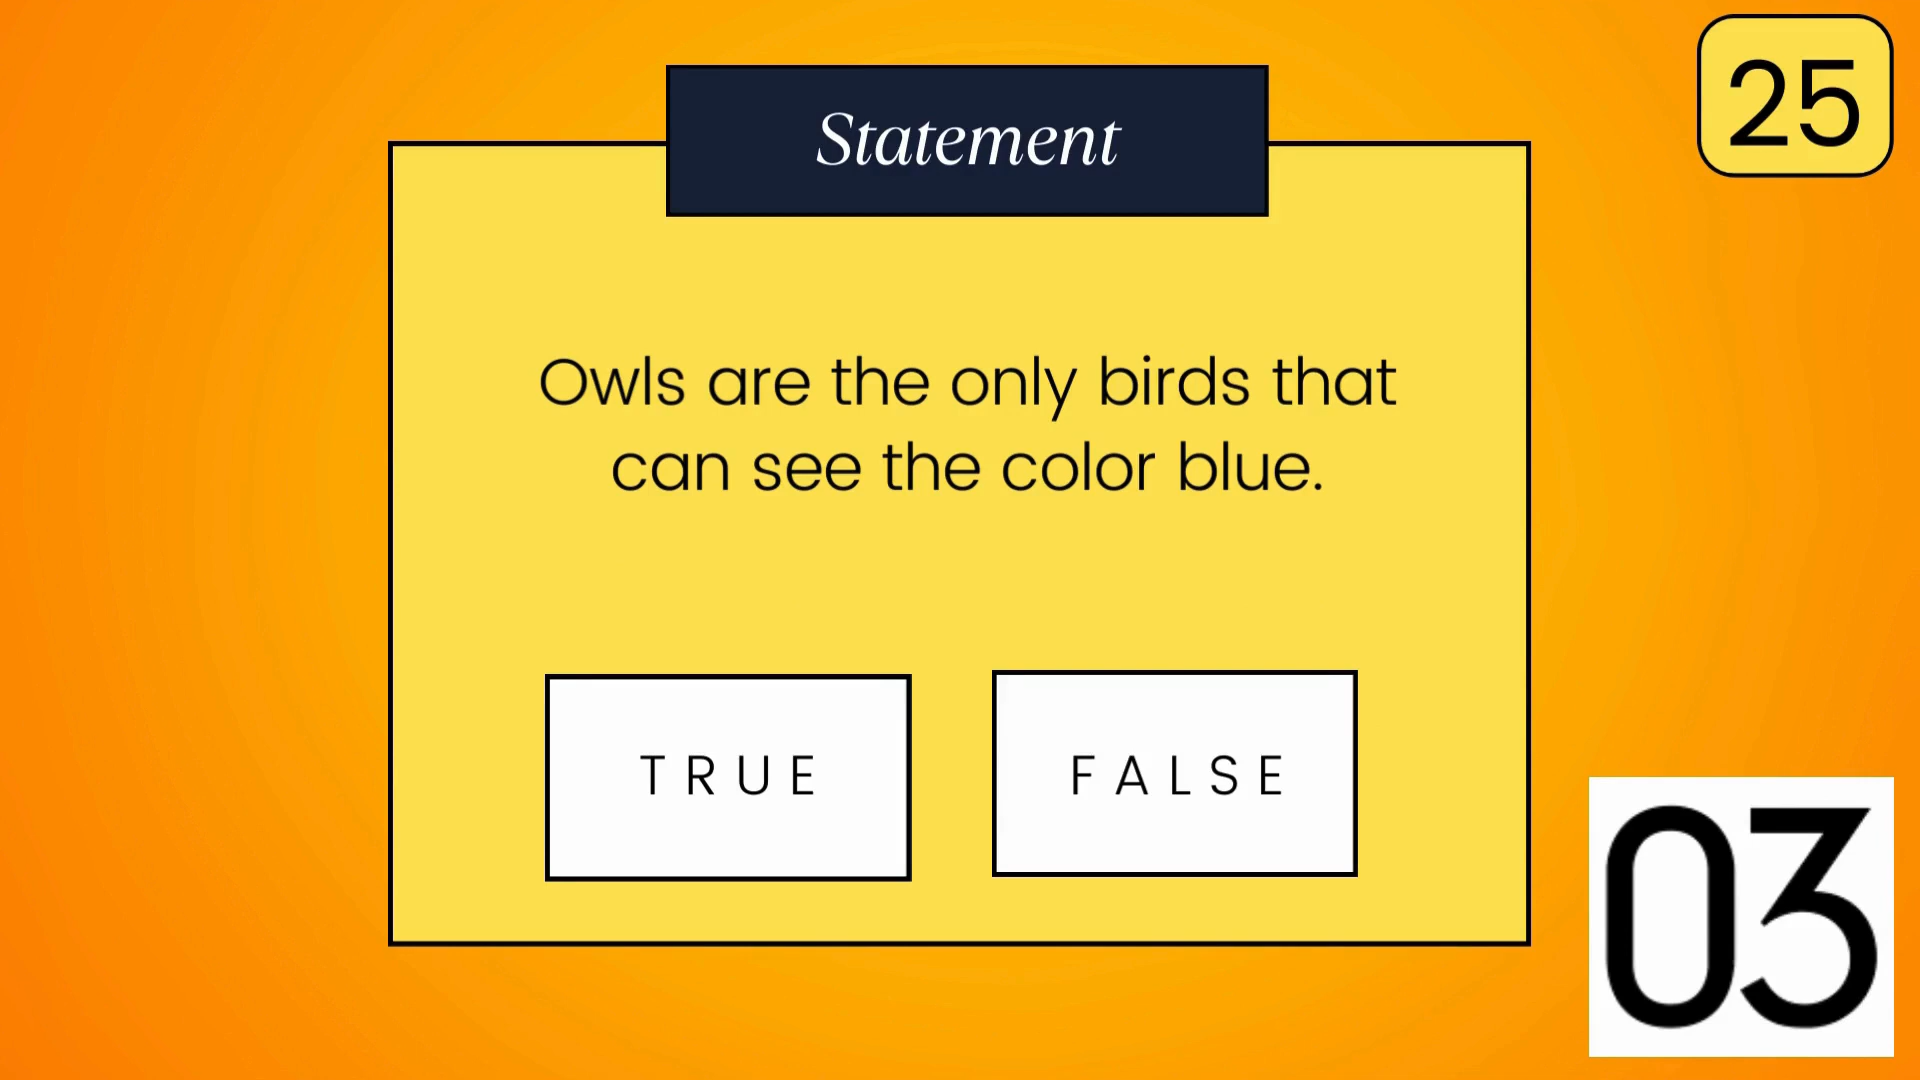 25
Statement
Owls are the only birds that
can see the color blue.
TRUE
FALSE
03